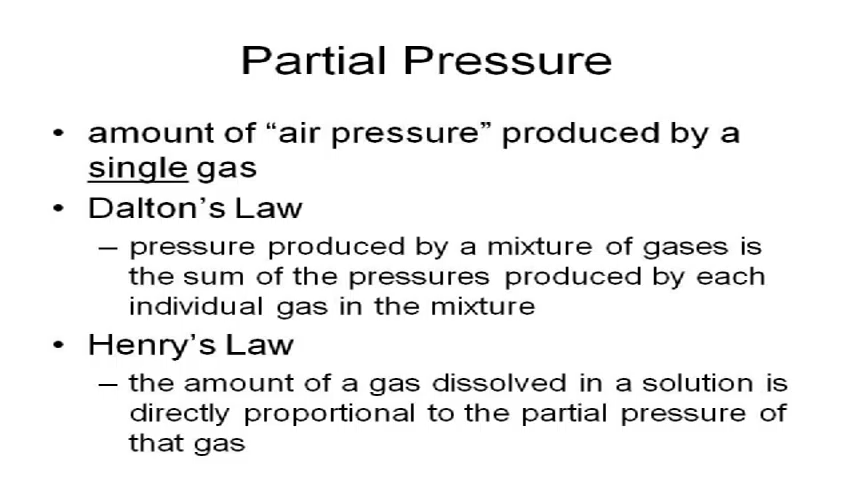 Partial Pressure
• amount of “air pressure” produced by a
single gas
• Dalton’s Law
– pressure produced by a mixture of gases is
the sum of the pressures produced by each
individual gas in the mixture
• Henry’s Law
– the amount of a gas dissolved in a solution is
directly proportional to the partial pressure of
that gas